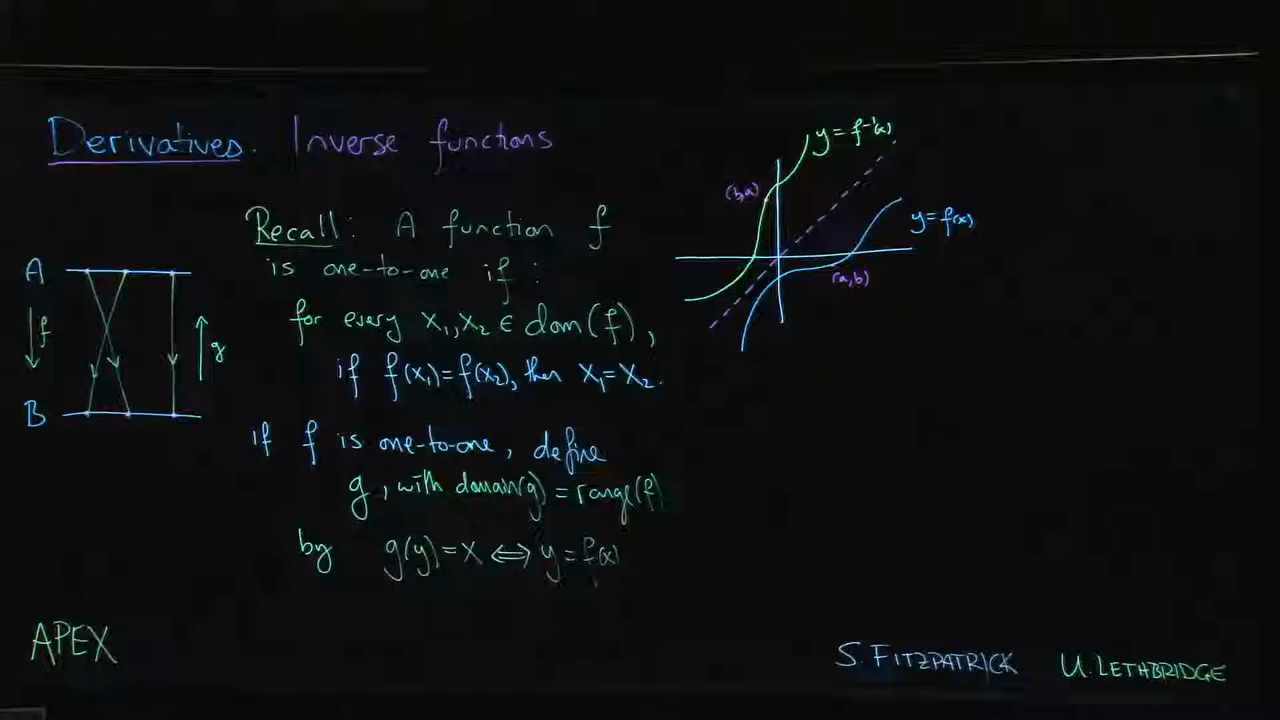 Derivatives. Inverse functions
Recall: A function f
is one-to-one if:
for every x₁, x₂ ∈ dom(f),
if f(x₁)=f(x₂), then x₁=x₂.
if f is one-to-one, define
g, with domain(g) = range(f)
by g(y)=x ⇔ y=f(x)
A
f
g
B
y=f⁻¹(x)
(b,a)
y=f(x)
(a,b)
APEX
S. FITZPATRICK U. LETHBRIDGE